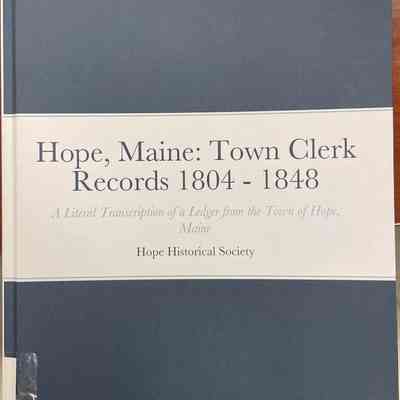 Hope, Maine: Town Clerk
Records 1804 - 1848
A Literal Transcription of a Ledger from the Town of Hope,
Maine
Hope Historical Society